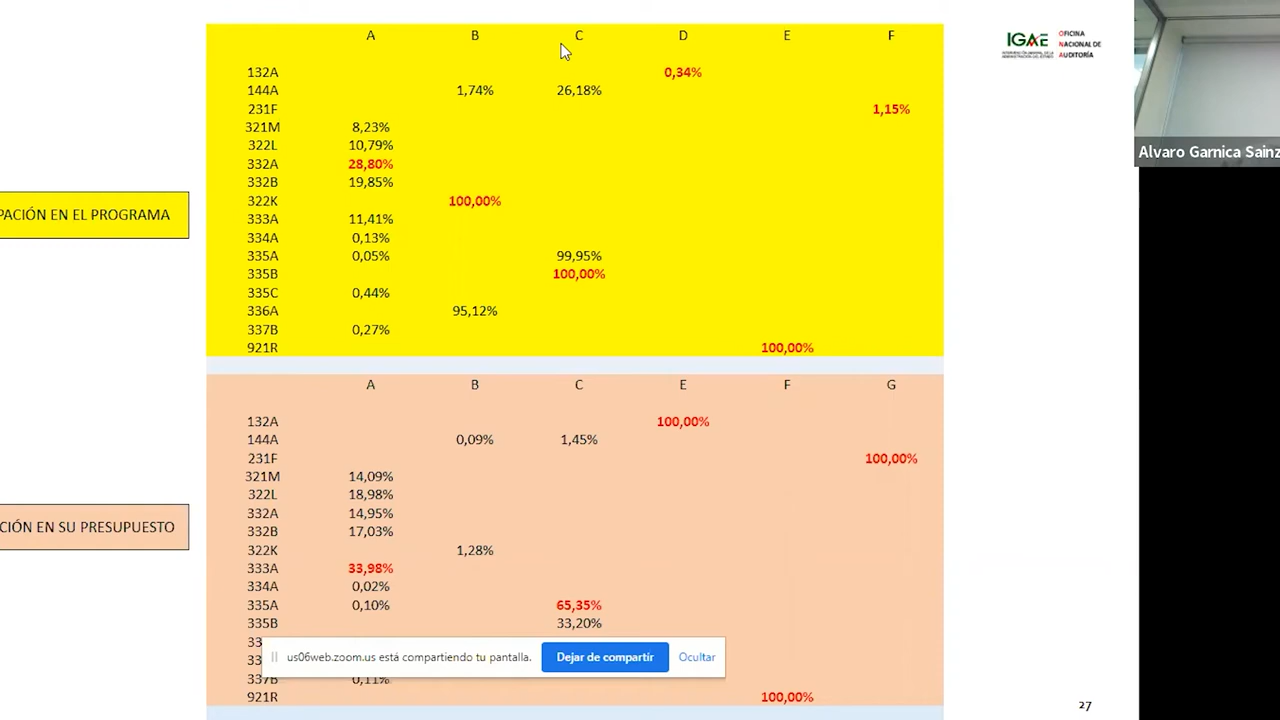 A B C D E F
132A 0,34%
144A 1,74% 26,18%
231F 1,15%
321M 8,23%
322L 10,79%
332A 28,80%
332B 19,85%
322K 100,00%
333A 11,41%
334A 0,13%
335A 0,05% 99,95%
335B 100,00%
335C 0,44%
336A 95,12%
337B 0,27%
921R 100,00%
PACIÓN EN EL PROGRAMA
IGAE
OFICINA
NACIONAL DE
AUDITORÍA
Alvaro Garnica Sainz
A B C E F G
132A 100,00%
144A 0,09% 1,45%
231F 100,00%
321M 14,09%
322L 18,98%
332A 14,95%
332B 17,03%
322K 1,28%
333A 33,98%
334A 0,02%
335A 0,10% 65,35%
335B 33,20%
337B 0,11%
921R 100,00%
CIÓN EN SU PRESUPUESTO
us06web.zoom.us está compartiendo tu pantalla.
Dejar de compartir
Ocultar
27